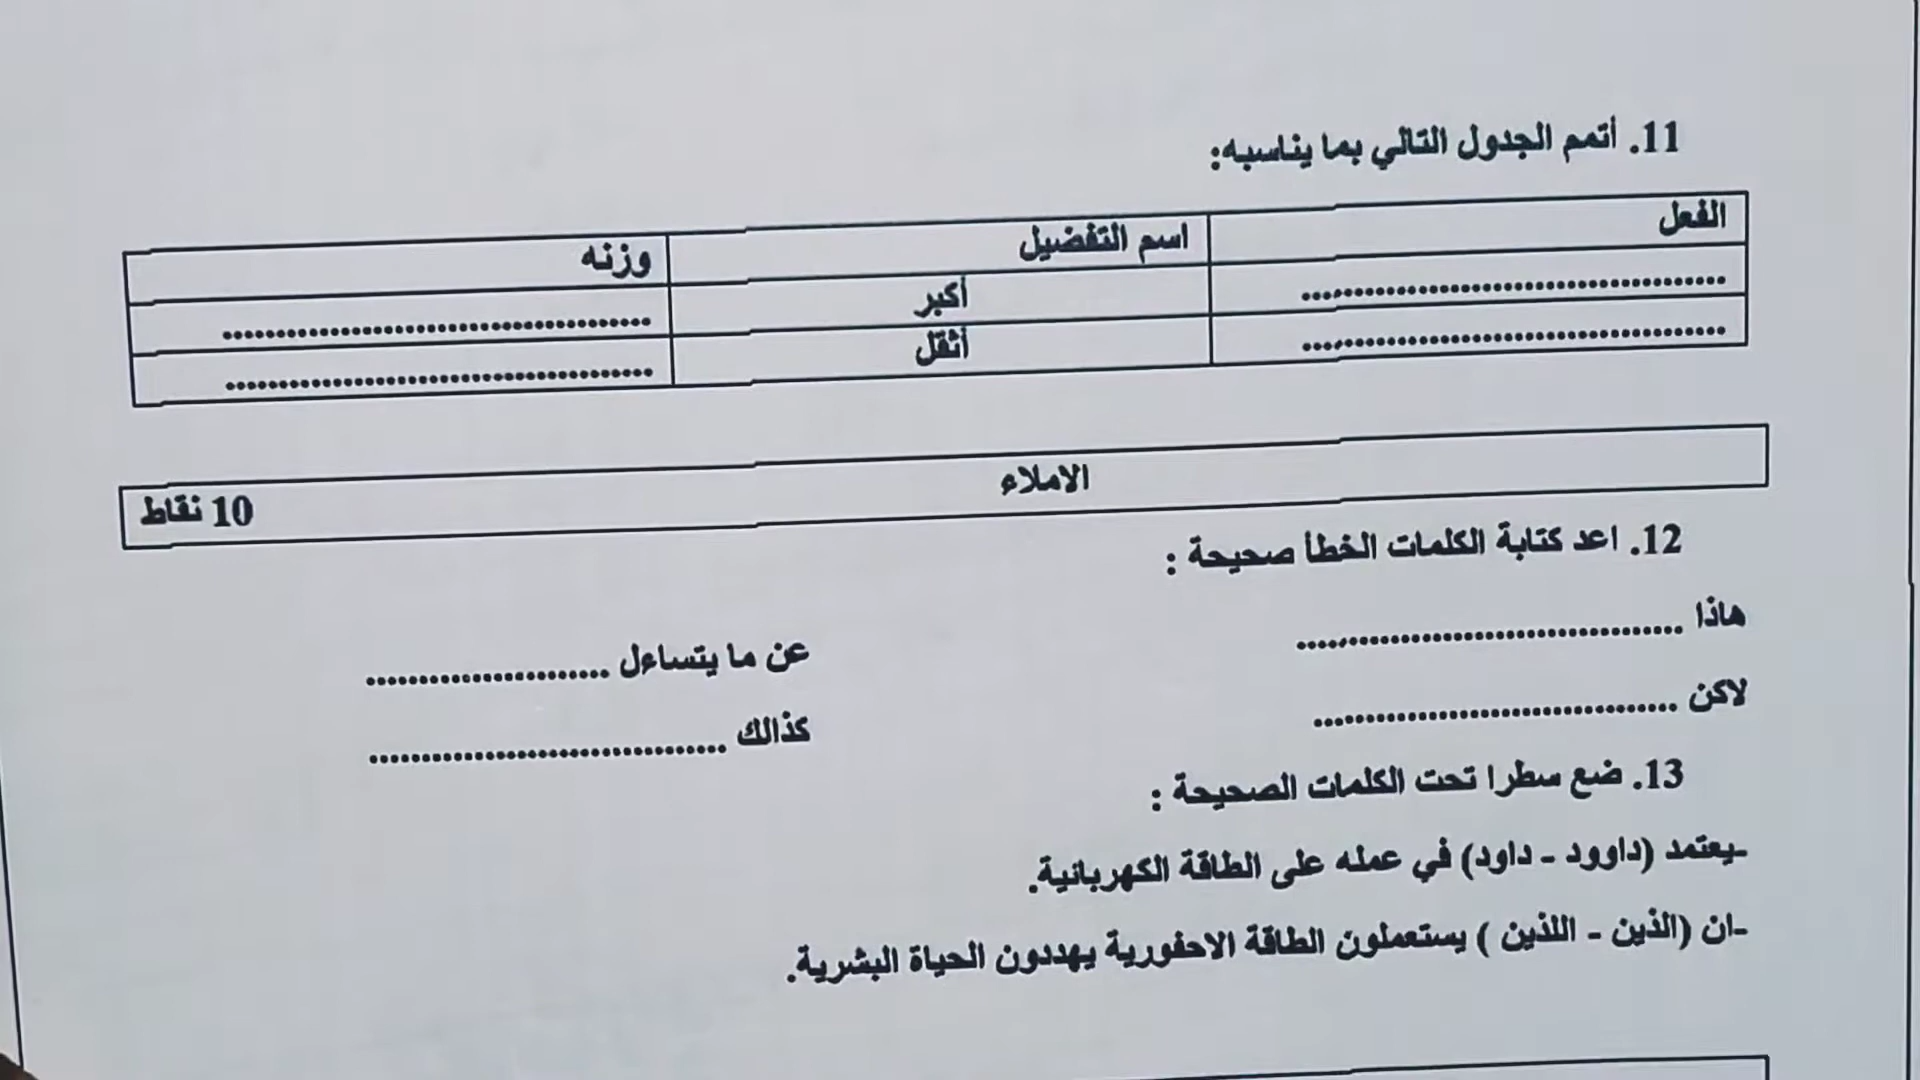 11. أتمم الجدول التالي بما يناسبه:
الفعل اسم التفضيل وزنه
........................................ أكبر ........................................
........................................ أثقل ........................................
الاملاء 10 نقاط
12. اعد كتابة الكلمات الخطأ صحيحة :
هاذا .................................... عن ما يتساءل .......................
لاكن .................................. كذالك ..................................
13. ضع سطرا تحت الكلمات الصحيحة :
-يعتمد (داوود - داود) في عمله على الطاقة الكهربائية.
-ان (الذين - اللذين ) يستعملون الطاقة الاحفورية يهددون الحياة البشرية.